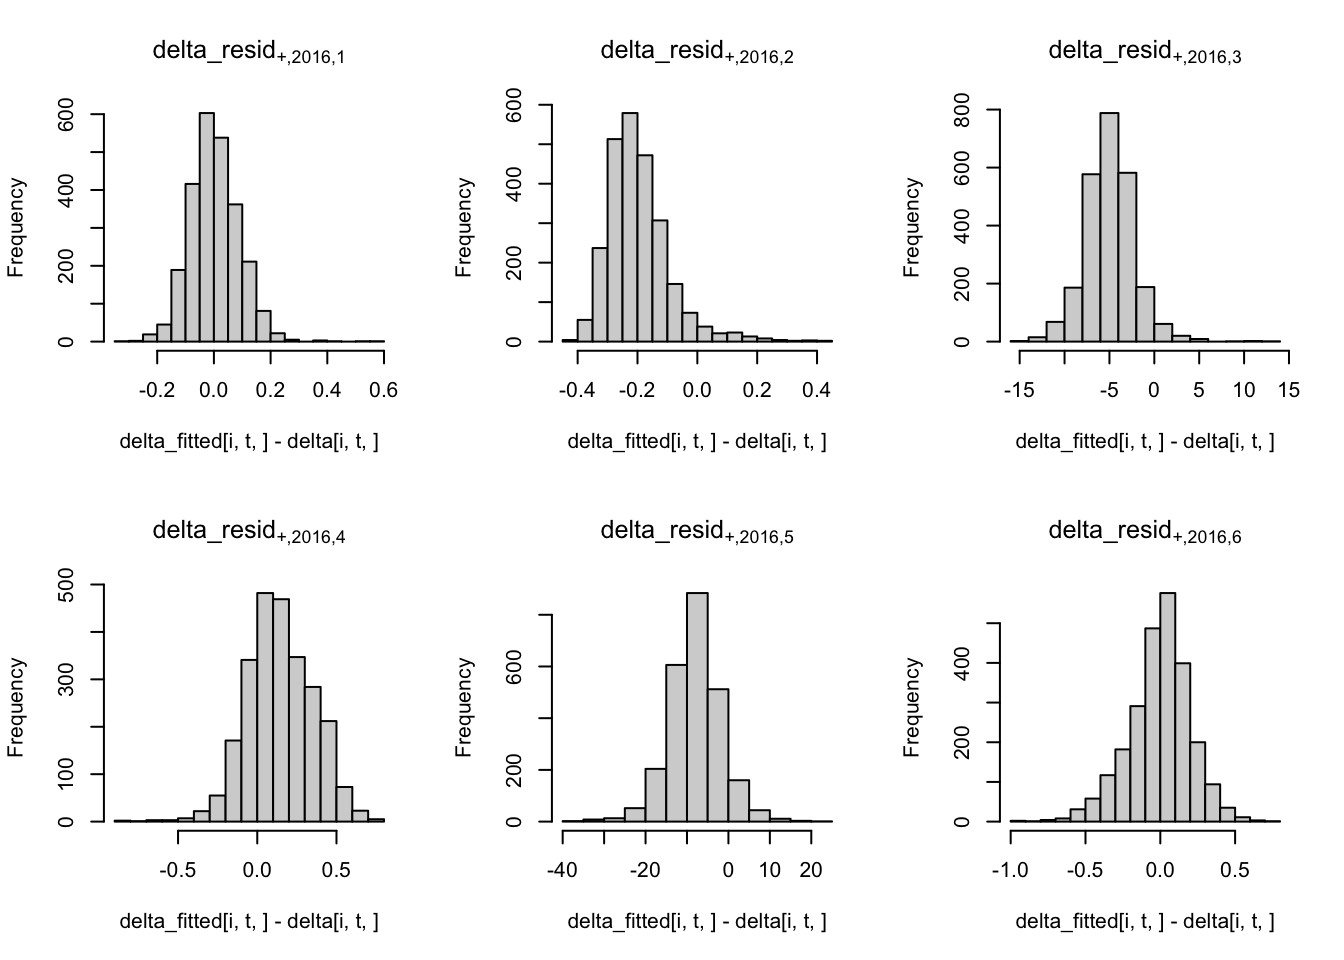 delta_resid+,2016,1
Frequency
0 200 400 600
-0.2 0.0 0.2 0.4 0.6
delta_fitted[i, t, ] - delta[i, t, ]
delta_resid+,2016,2
Frequency
0 200 400 600
-0.4 -0.2 0.0 0.2 0.4
delta_fitted[i, t, ] - delta[i, t, ]
delta_resid+,2016,3
Frequency
0 200 400 600 800
-15 -5 0 5 10 15
delta_fitted[i, t, ] - delta[i, t, ]
delta_resid+,2016,4
Frequency
0 100 300 500
-0.5 0.0 0.5
delta_fitted[i, t, ] - delta[i, t, ]
delta_resid+,2016,5
Frequency
0 200 600
-40 -20 0 10 20
delta_fitted[i, t, ] - delta[i, t, ]
delta_resid+,2016,6
Frequency
0 200 400
-1.0 -0.5 0.0 0.5
delta_fitted[i, t, ] - delta[i, t, ]